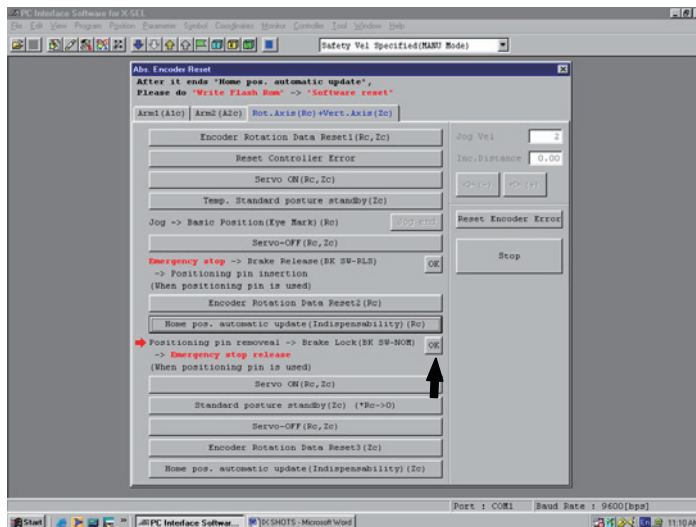 PC Interface Software for X-SEL
File Edit View Program Position Parameter Symbol Coordinates Monitor Controller Tool Window Help
Safety Vel Specified(MANU Mode)
Abs. Encoder Reset
After it ends "Home pos. automatic update",
Please do "Write Flash Rom" -> "Software reset"
Arm1(A1c) Arm2(A2c) Rot.Axis(Rc)+Vert.Axis(Zc)
Encoder Rotation Data Reset1(Rc,Zc)
Reset Controller Error
Servo ON(Rc,Zc)
Temp. Standard posture standby(Zc)
Jog -> Basic Position(Eye Mark)(Rc) Jog end
Servo-OFF(Rc,Zc)
Emergency stop -> Brake Release(BK SW-RLS) OK
-> Positioning pin insertion
(When positioning pin is used)
Encoder Rotation Data Reset2(Rc)
Home pos. automatic update(Indispensability)(Rc)
Positioning pin removeal -> Brake Lock(BK SW-NOM) OK
-> Emergency stop release
(When positioning pin is used)
Servo ON(Rc,Zc)
Standard posture standby(Zc) (*Rc->0)
Servo-OFF(Rc,Zc)
Encoder Rotation Data Reset3(Zc)
Home pos. automatic update(Indispensability)(Zc)
Jog Vel 2
Inc.Distance 0.00
Reset Encoder Error
Stop
Port : COM1 Baud Rate : 9600[bps]
Start PC Interface Softwar... IX SHOTS - Microsoft Word 11:10 AM